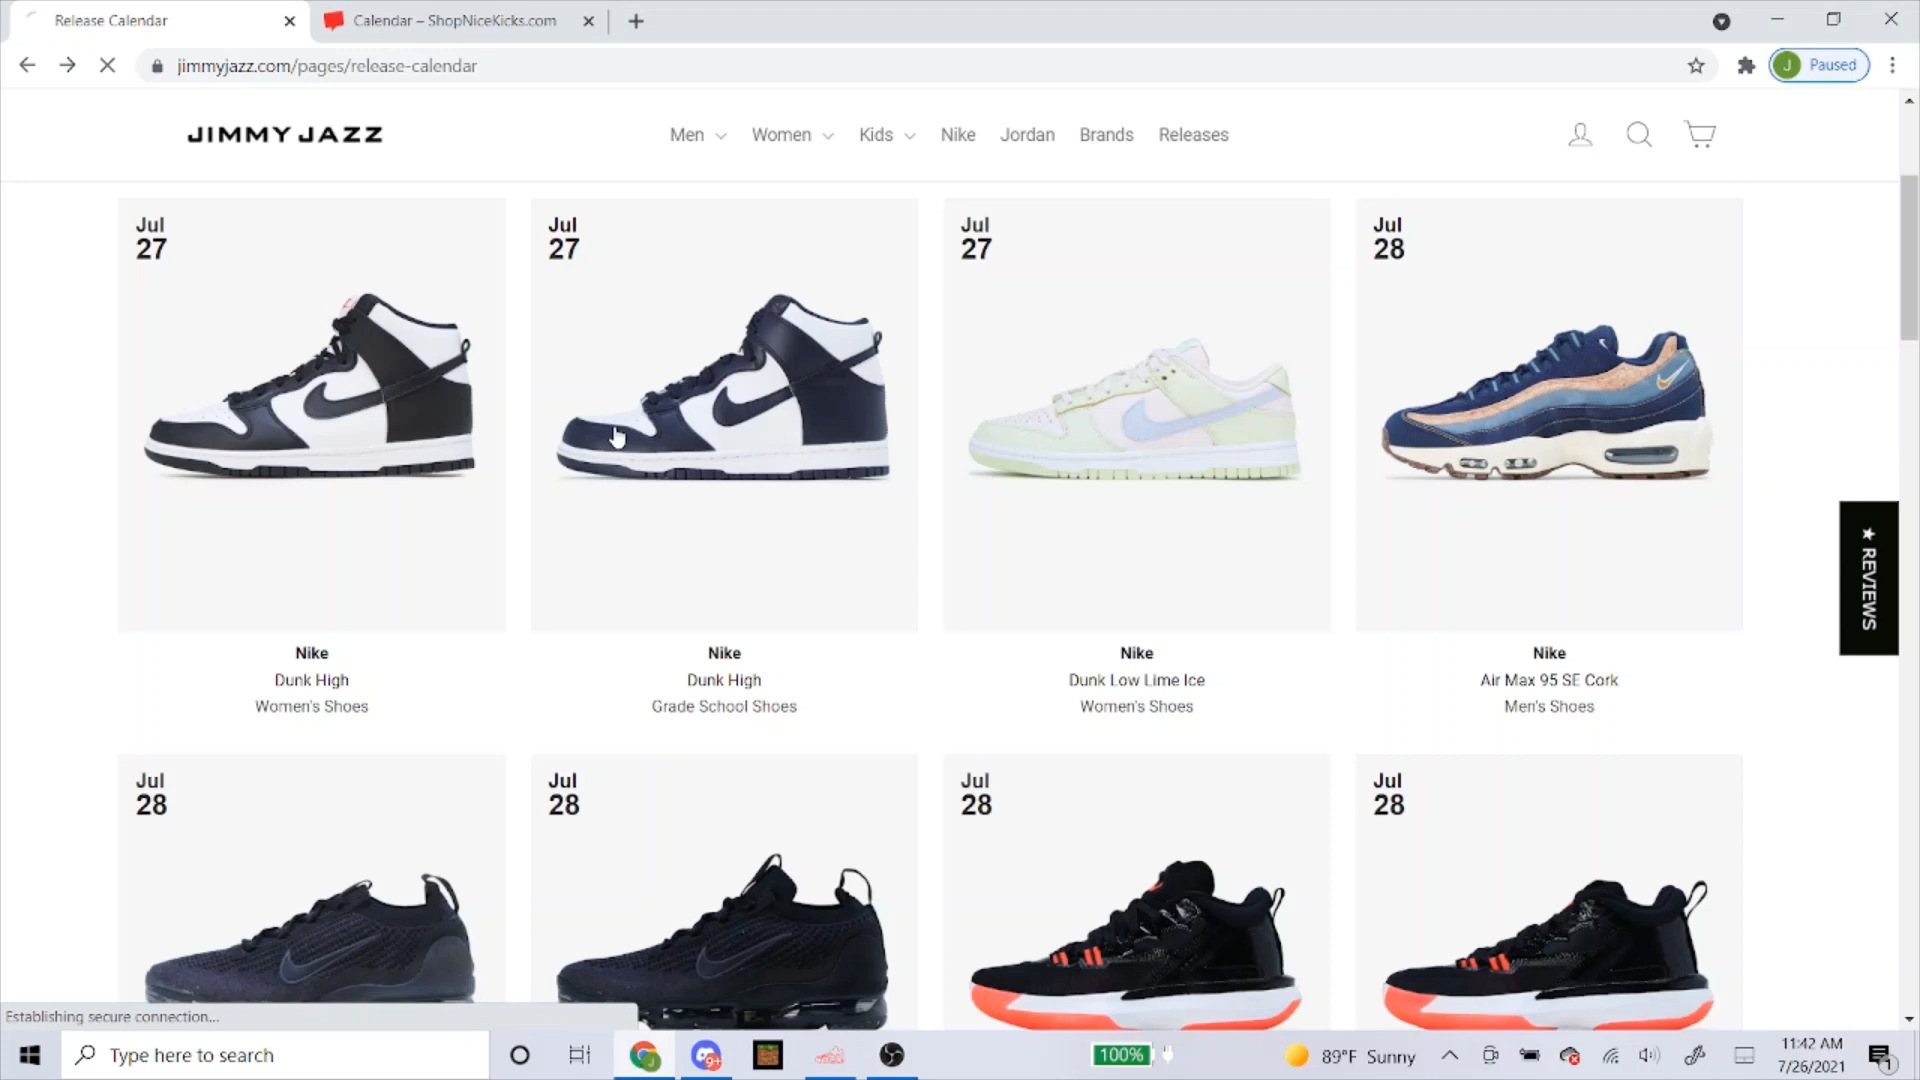 Release Calendar
Calendar – ShopNiceKicks.com
jimmyjazz.com/pages/release-calendar
J
Paused
JIMMY JAZZ
Men
Women
Kids
Nike
Jordan
Brands
Releases
Jul
27
Jul
27
Jul
27
Jul
28
Nike
Dunk High
Women's Shoes
Nike
Dunk High
Grade School Shoes
Nike
Dunk Low Lime Ice
Women's Shoes
Nike
Air Max 95 SE Cork
Men's Shoes
★ REVIEWS
Jul
28
Jul
28
Jul
28
Jul
28
Establishing secure connection...
Type here to search
J
9+
100%
89°F Sunny
11:42 AM
7/26/2021
1